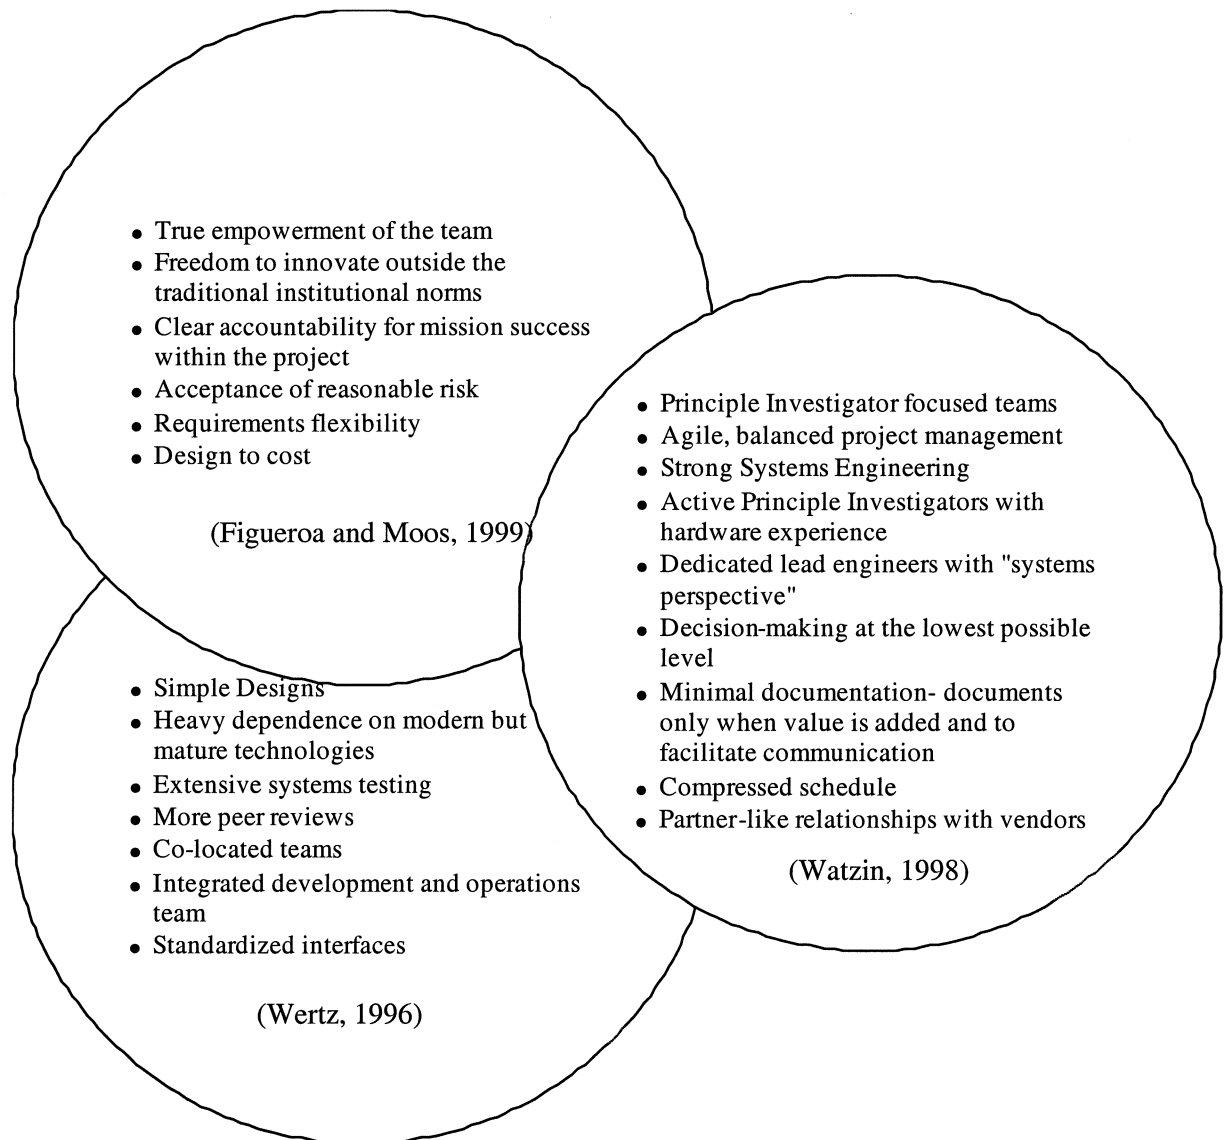 • True empowerment of the team
• Freedom to innovate outside the
traditional institutional norms
• Clear accountability for mission success
within the project
• Acceptance of reasonable risk
• Requirements flexibility
• Design to cost
(Figueroa and Moos, 1999)
• Principle Investigator focused teams
• Agile, balanced project management
• Strong Systems Engineering
• Active Principle Investigators with
hardware experience
• Dedicated lead engineers with "systems
perspective"
• Decision-making at the lowest possible
level
• Minimal documentation- documents
only when value is added and to
facilitate communication
• Compressed schedule
• Partner-like relationships with vendors
(Watzin, 1998)
• Simple Designs
• Heavy dependence on modern but
mature technologies
• Extensive systems testing
• More peer reviews
• Co-located teams
• Integrated development and operations
team
• Standardized interfaces
(Wertz, 1996)